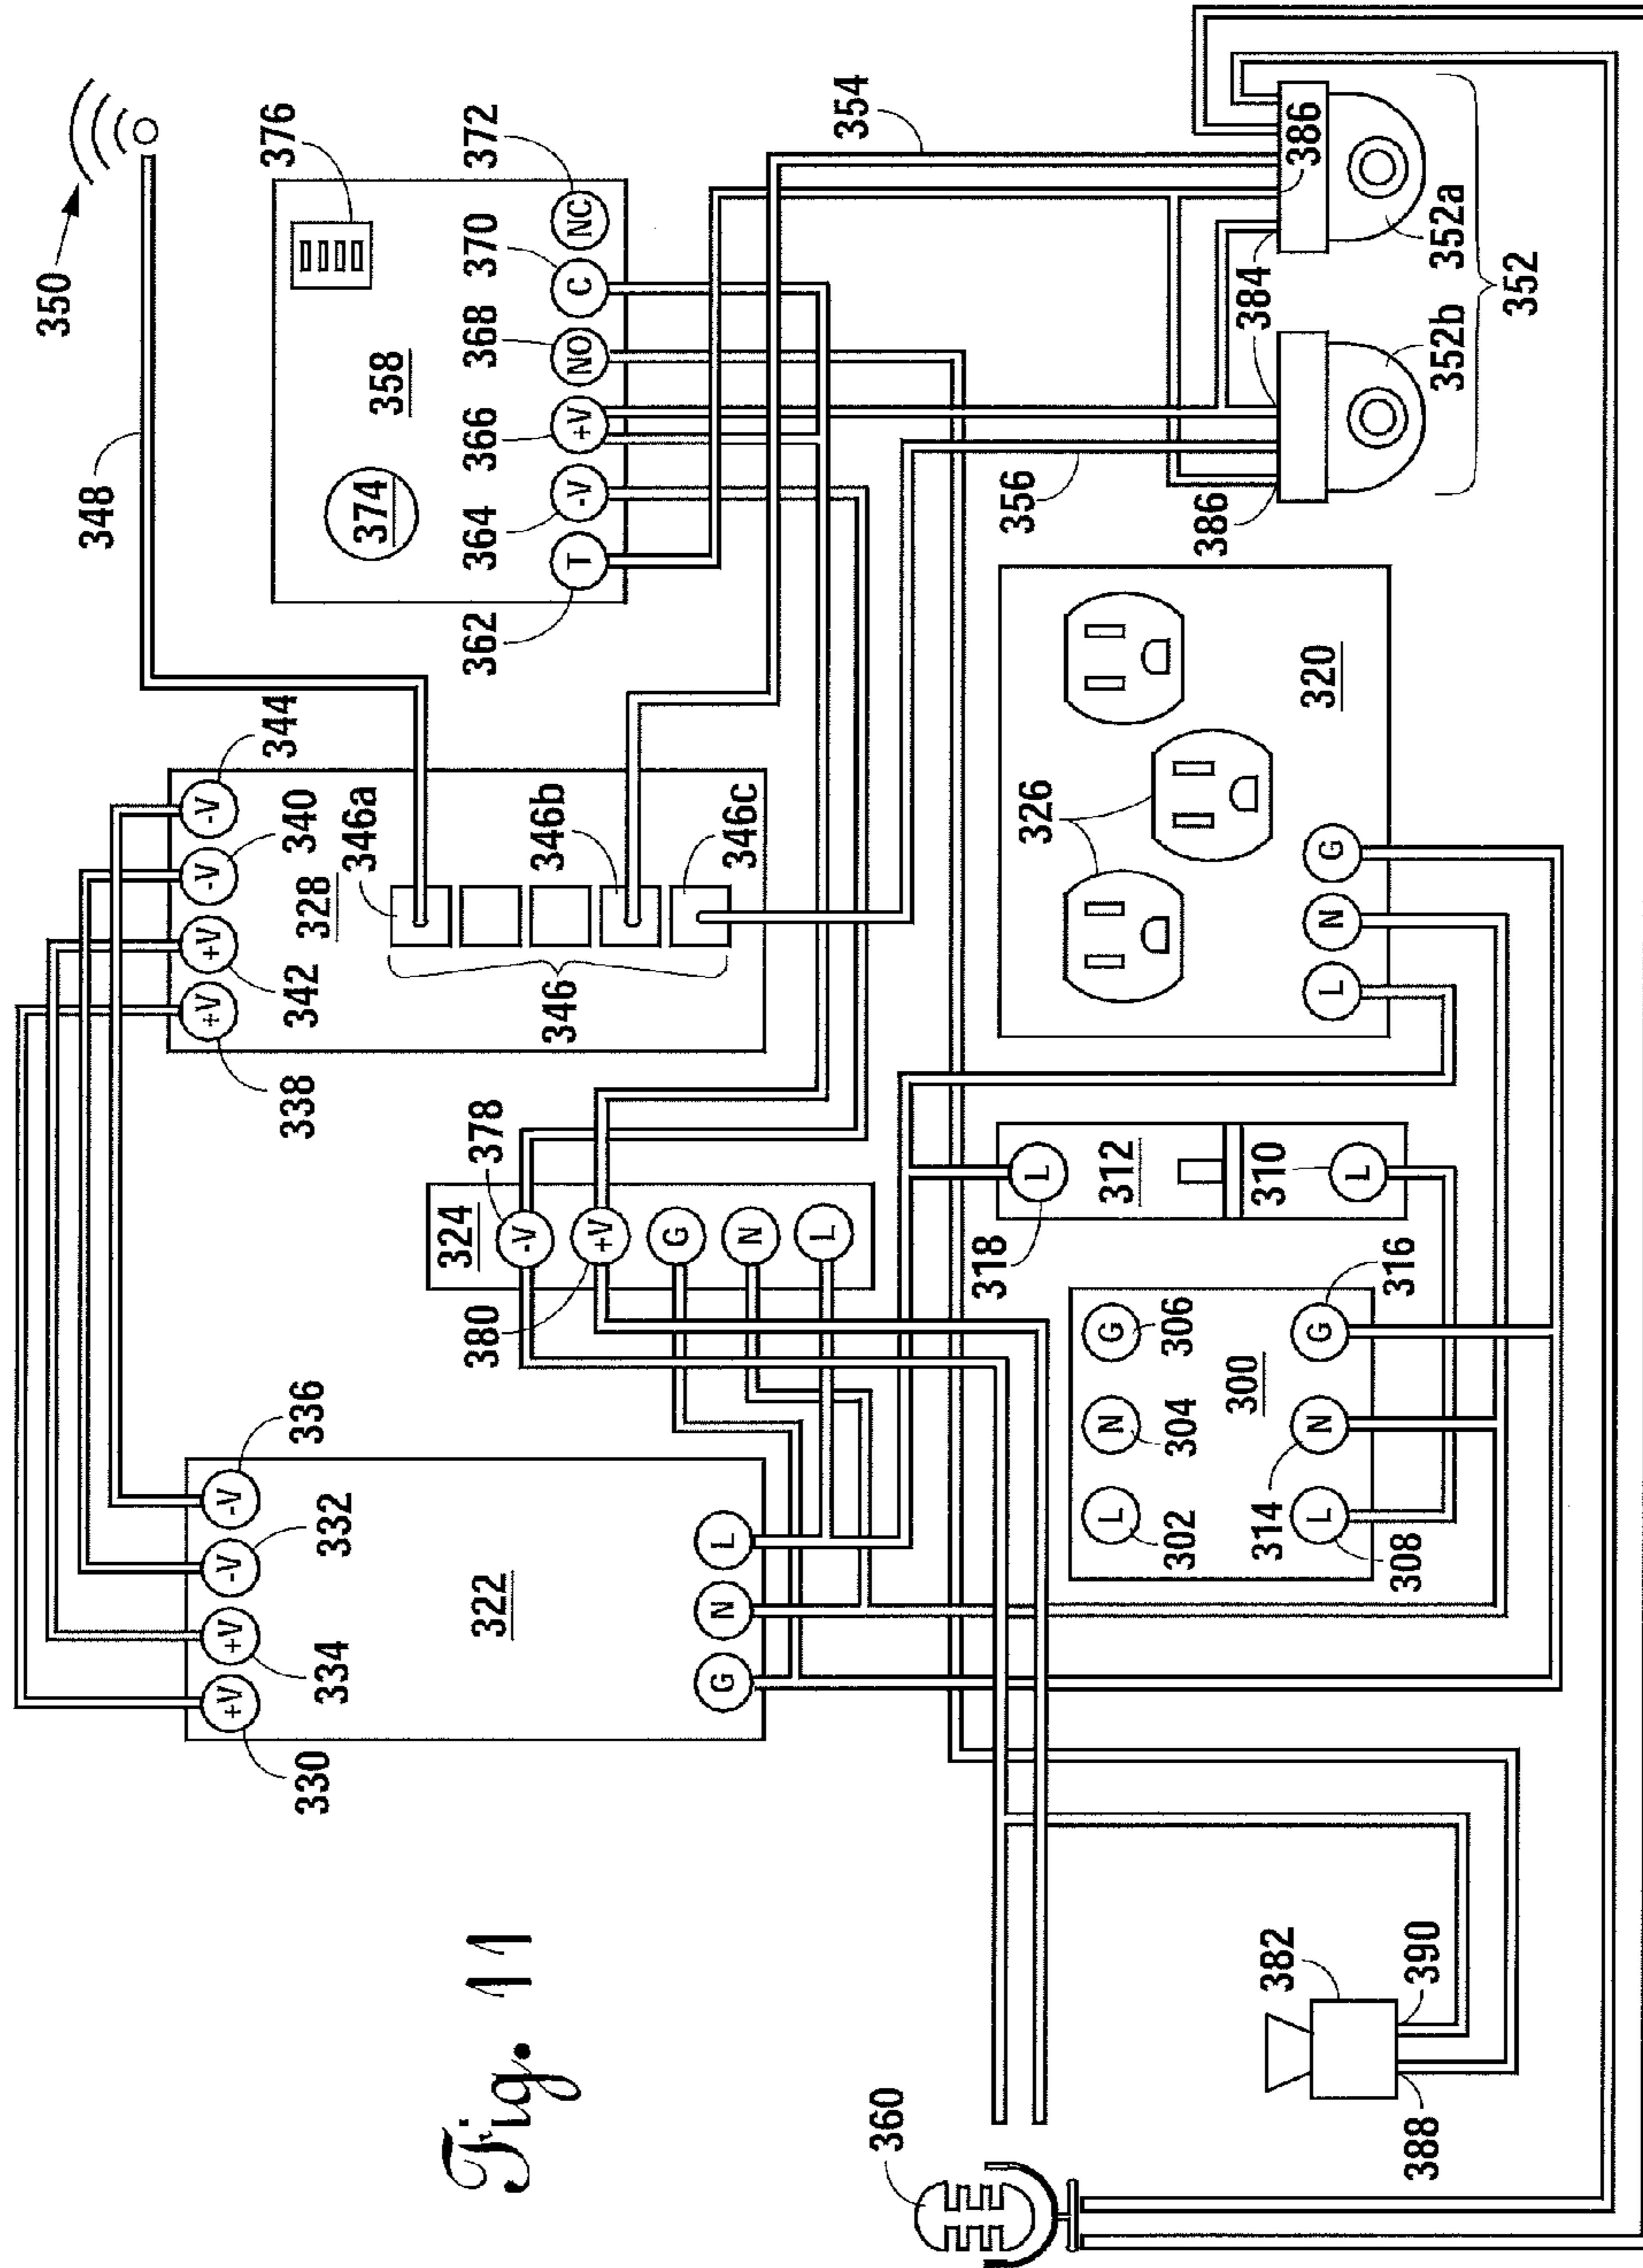 350
376
348
358
374
362
364
366
368
370
372
T
-V
+V
NO
C
NC
354
386
384
352a
352b
352
356
386
344
340
342
338
-V
-V
+V
+V
328
346a
346b
346c
346
326
320
L
N
G
378
324
380
-V
+V
G
N
L
318
L
312
310
L
316
306
G
G
300
304
N
N
314
302
L
L
308
336
332
334
330
-V
-V
+V
+V
322
L
N
G
382
390
388
360
Fig. 11